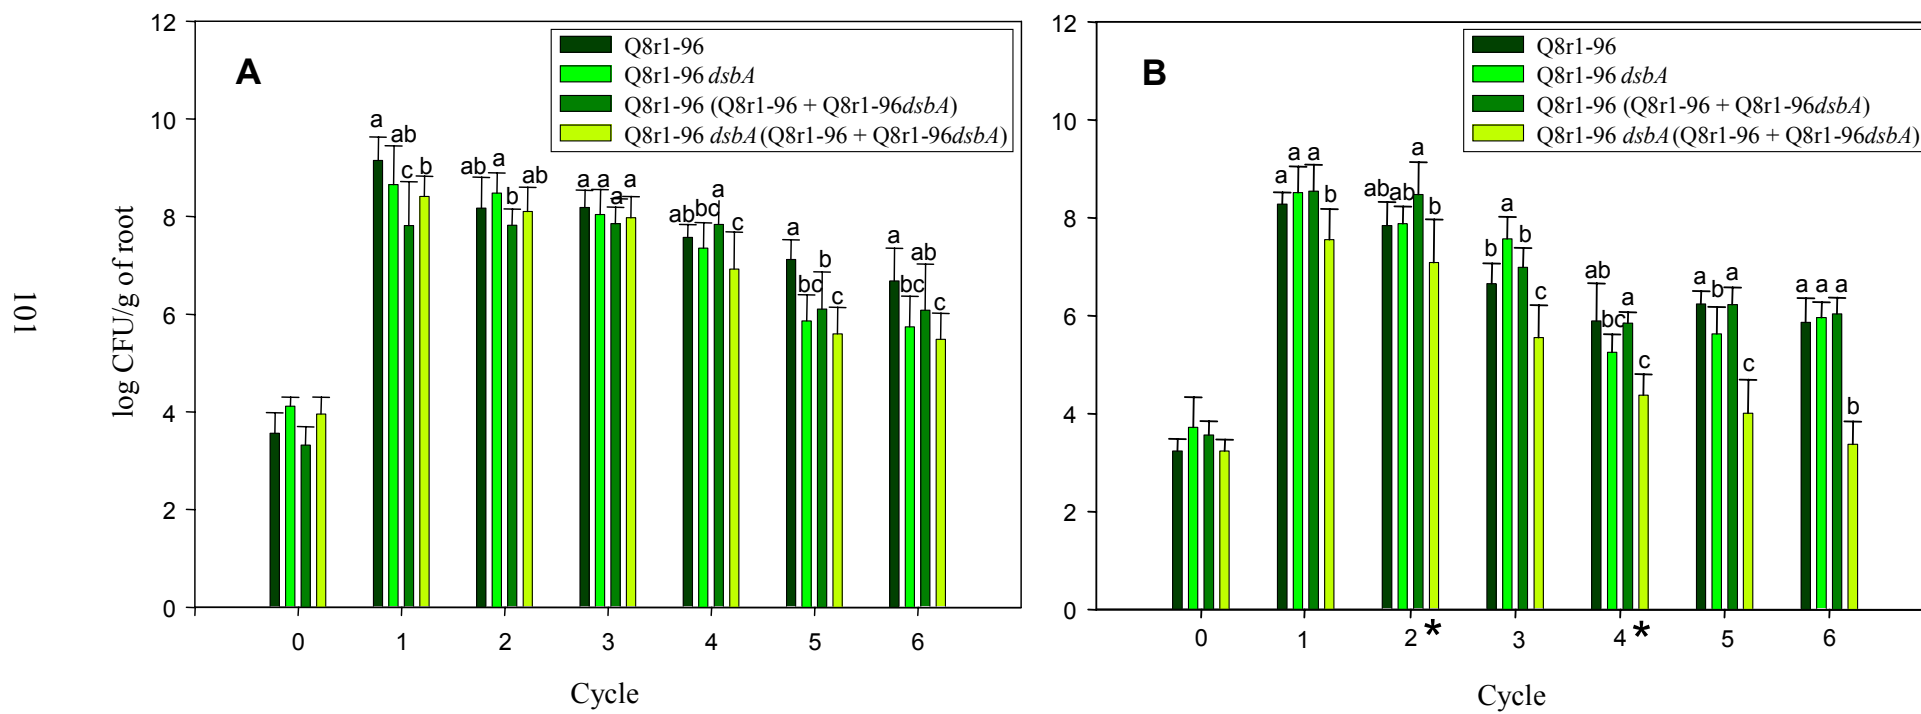 101
log CFU/g of root
12
10
8
6
4
2
0
A
Q8r1-96
Q8r1-96 dsbA
Q8r1-96 (Q8r1-96 + Q8r1-96dsbA)
Q8r1-96 dsbA (Q8r1-96 + Q8r1-96dsbA)
a ab c b
ab a b ab
a a a a
ab bc a c
a bc b c
a bc ab c
0 1 2 3 4 5 6
Cycle
12
10
8
6
4
2
0
B
Q8r1-96
Q8r1-96 dsbA
Q8r1-96 (Q8r1-96 + Q8r1-96dsbA)
Q8r1-96 dsbA (Q8r1-96 + Q8r1-96dsbA)
a a a b
ab ab a b
b a b c
ab bc a c
a b a c
a a a b
0 1 2 * 3 4 * 5 6
Cycle